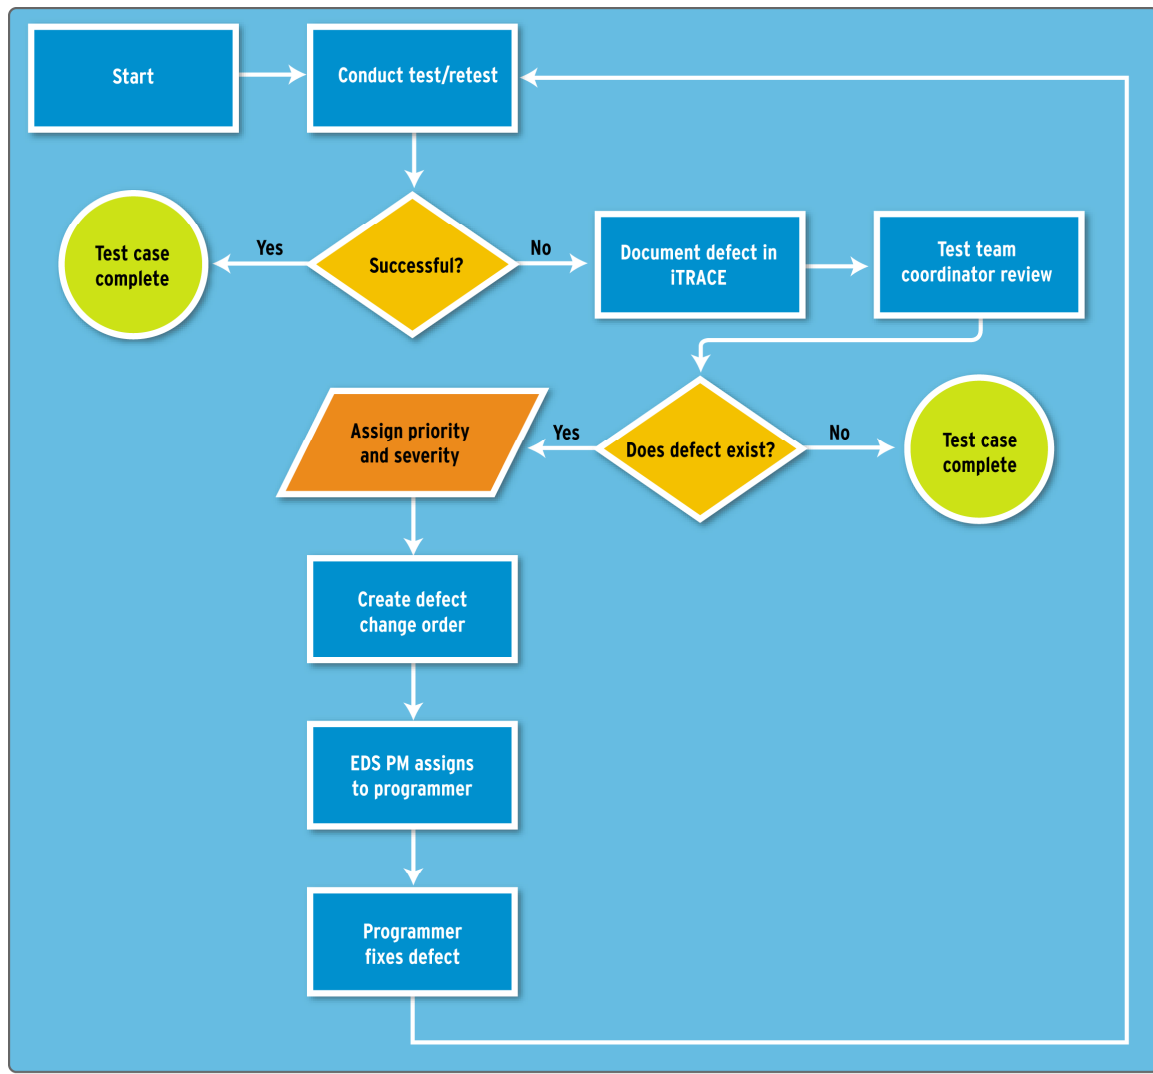 Start
Conduct test/retest
Test case
complete
Yes
Successful?
No
Document defect in
iTRACE
Test team
coordinator review
Assign priority
and severity
Yes
Does defect exist?
No
Test case
complete
Create defect
change order
EDS PM assigns
to programmer
Programmer
fixes defect